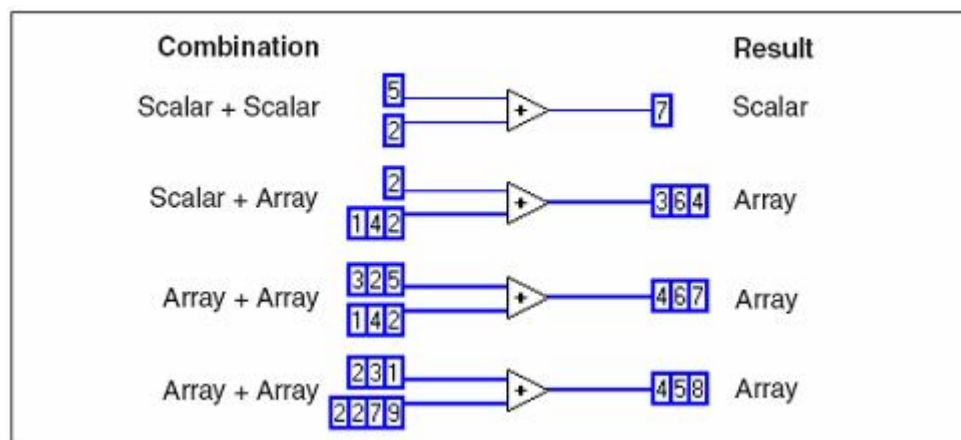 Combination Result
5
Scalar + Scalar + 7 Scalar
2
2
Scalar + Array + 3 6 4 Array
1 4 2
3 2 5
Array + Array + 4 6 7 Array
1 4 2
2 3 1
Array + Array + 4 5 8 Array
2 2 7 9